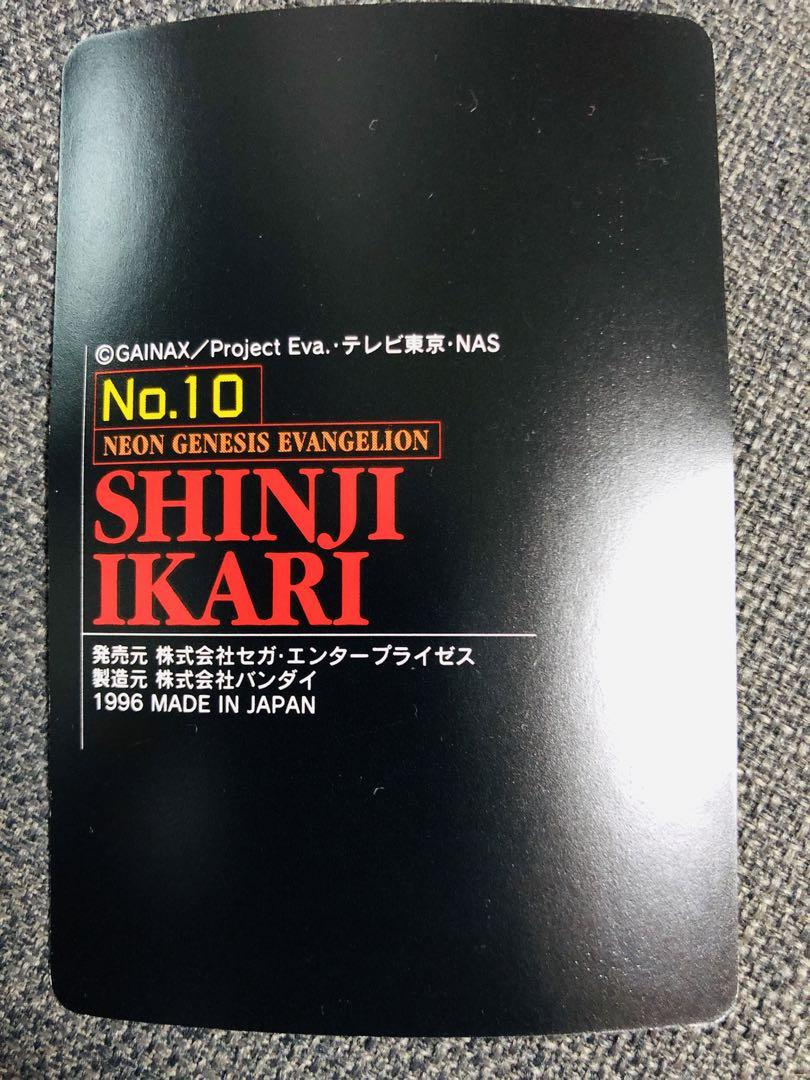 ©GAINAX／Project Eva.・テレビ東京・NAS
No.10
NEON GENESIS EVANGELION
SHINJI
IKARI
発売元 株式会社セガ・エンタープライゼス
製造元 株式会社バンダイ
1996 MADE IN JAPAN